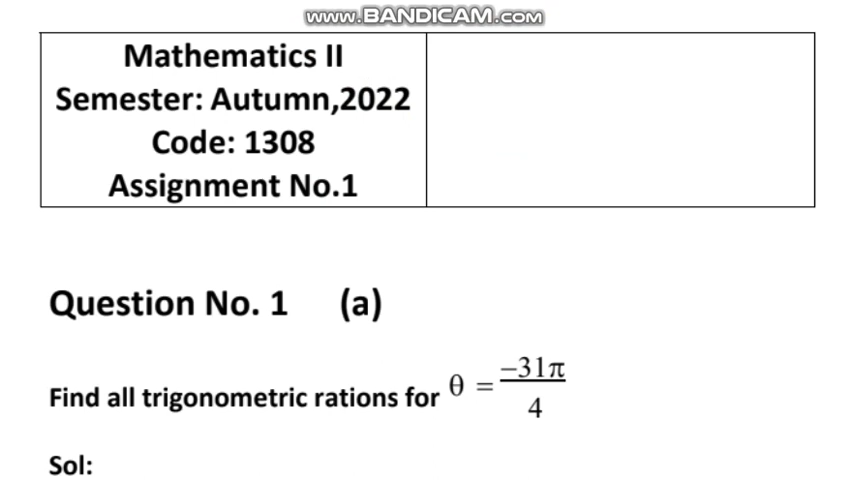 WWW.BANDICAM.COM
Mathematics II
Semester: Autumn,2022
Code: 1308
Assignment No.1
Question No. 1 (a)
Find all trigonometric rations for θ = −31π/4
Sol: